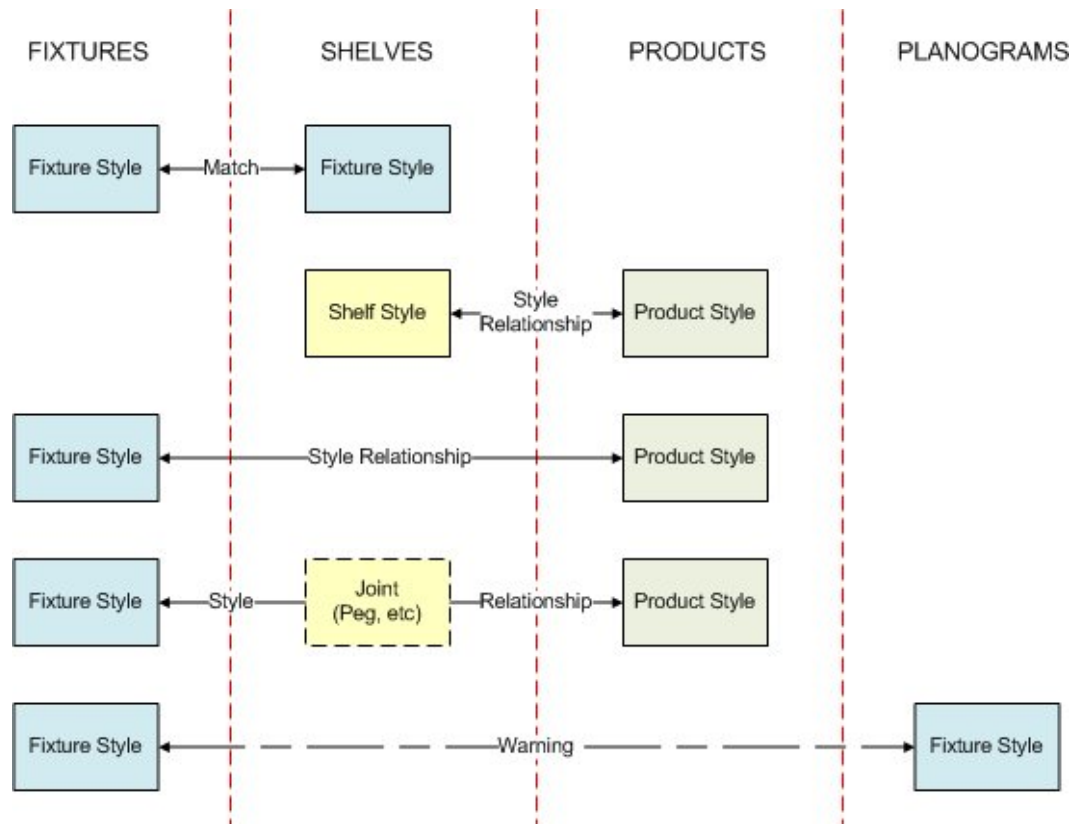 FIXTURES
SHELVES
PRODUCTS
PLANOGRAMS
Fixture Style
Match
Fixture Style
Shelf Style
Style
Relationship
Product Style
Fixture Style
Style Relationship
Product Style
Fixture Style
Style
Joint
(Peg, etc)
Relationship
Product Style
Fixture Style
Warning
Fixture Style